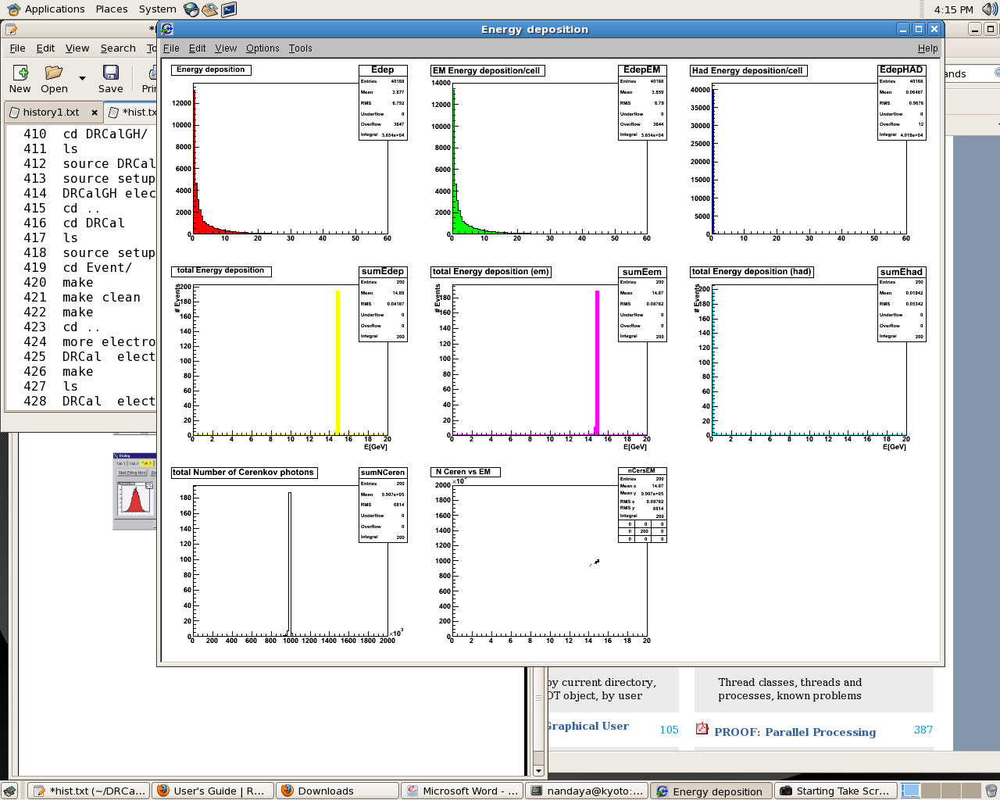 Applications Places System
4:15 PM
*h
File Edit View Search To
New Open Save Prin
history1.txt *hist.tx
410 cd DRCalGH/
411 ls
412 source DRCal
413 source setup
414 DRCalGH elec
415 cd ..
416 cd DRCal
417 ls
418 source setup
419 cd Event/
420 make
421 make clean
422 make
423 cd ..
424 more electro
425 DRCal elect
426 make
427 ls
428 DRCal elect
Energy deposition
File Edit View Options Tools Help
Energy deposition
Edep
Entries 40188
Mean 3.877
RMS 6.792
Underflow 0
Overflow 3647
Integral 3.654e+04
12000
10000
8000
6000
4000
2000
0
0 10 20 30 40 50 60
EM Energy deposition/cell
EdepEM
Entries 40188
Mean 3.859
RMS 6.79
Underflow 0
Overflow 3644
Integral 3.654e+04
14000
12000
10000
8000
6000
4000
2000
0
0 10 20 30 40 50 60
Had Energy deposition/cell
EdepHAD
Entries 40188
Mean 0.06487
RMS 0.9676
Underflow 0
Overflow 12
Integral 4.018e+04
40000
35000
30000
25000
20000
15000
10000
5000
0
0 10 20 30 40 50 60
total Energy deposition
sumEdep
Entries 200
Mean 14.89
RMS 0.04187
Underflow 0
Overflow 0
Integral 200
# Events
200
180
160
140
120
100
80
60
40
20
0
0 2 4 6 8 10 12 14 16 18 20
E[GeV]
total Energy deposition (em)
sumEem
Entries 200
Mean 14.87
RMS 0.08782
Underflow 0
Overflow 0
Integral 200
# Events
180
160
140
120
100
80
60
40
20
0
0 2 4 6 8 10 12 14 16 18 20
E[GeV]
total Energy deposition (had)
sumEhad
Entries 200
Mean 0.01942
RMS 0.05342
Underflow 0
Overflow 0
Integral 200
# Events
200
180
160
140
120
100
80
60
40
20
0
0 2 4 6 8 10 12 14 16 18 20
E[GeV]
total Number of Cerenkov photons
sumNCeren
Entries 200
Mean 9.907e+05
RMS 6814
Underflow 0
Overflow 0
Integral 200
180
160
140
120
100
80
60
40
20
0
0 200 400 600 800 1000 1200 1400 1600 1800 2000
×10³
N Ceren vs EM
nCersEM
Entries 200
Mean x 14.87
Mean y 9.907e+05
RMS x 0.08782
RMS y 6814
Integral 200
0 0 0
0 200 0
0 0 0
×10³
2000
1800
1600
1400
1200
1000
800
600
400
200
0
0 2 4 6 8 10 12 14 16 18 20
ands
Dialog
Tab 1 Tab 2 Tab 3
by current directory,
OT object, by user
Thread classes, threads and
processes, known problems
Graphical User 105
PROOF: Parallel Processing 387
*hist.txt (~/DRCa... User's Guide | R... Downloads Microsoft Word - ... nandaya@kyoto:... Energy deposition Starting Take Scr...